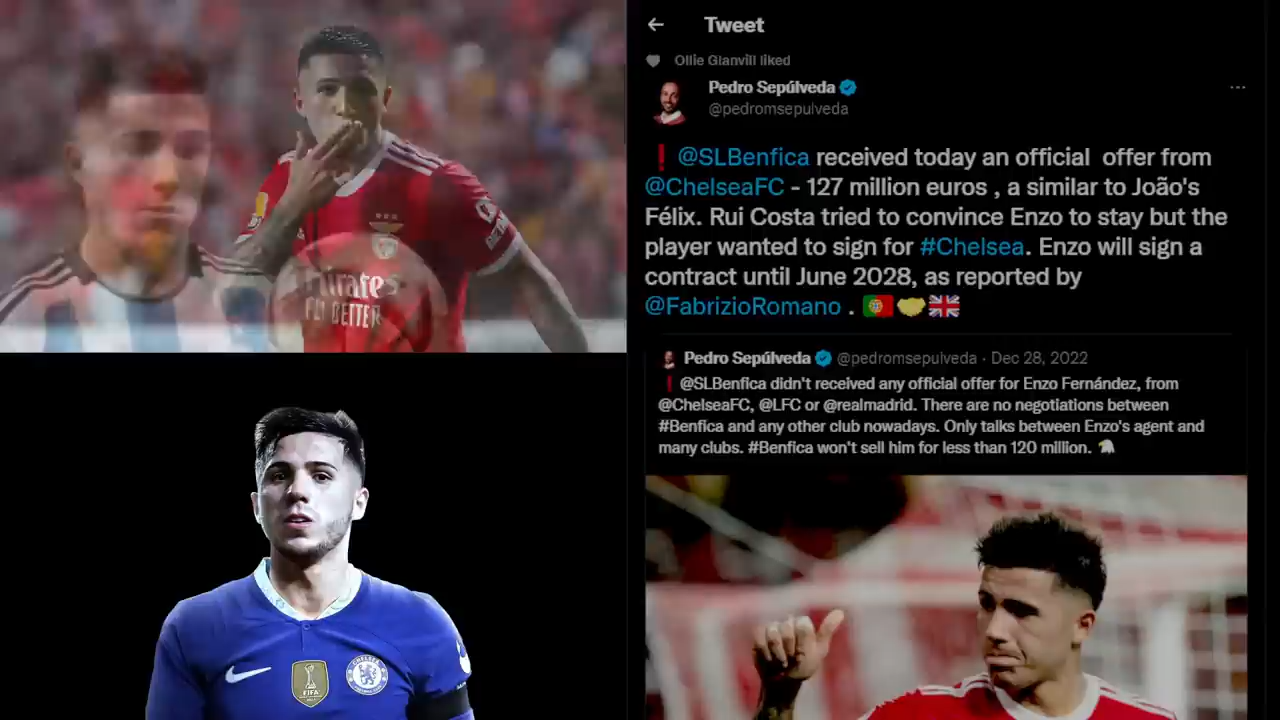 Tweet
Ollie Glanvill liked
Pedro Sepúlveda
@pedromsepulveda
❗ @SLBenfica received today an official offer from
@ChelseaFC - 127 million euros , a similar to João's
Félix. Rui Costa tried to convince Enzo to stay but the
player wanted to sign for #Chelsea. Enzo will sign a
contract until June 2028, as reported by
@FabrizioRomano .
Pedro Sepúlveda @pedromsepulveda · Dec 28, 2022
❗ @SLBenfica didn't received any official offer for Enzo Fernández, from
@ChelseaFC, @LFC or @realmadrid. There are no negotiations between
#Benfica and any other club nowadays. Only talks between Enzo's agent and
many clubs. #Benfica won't sell him for less than 120 million.
Emirates
FLY BETTER
FIFA
CHELSEA